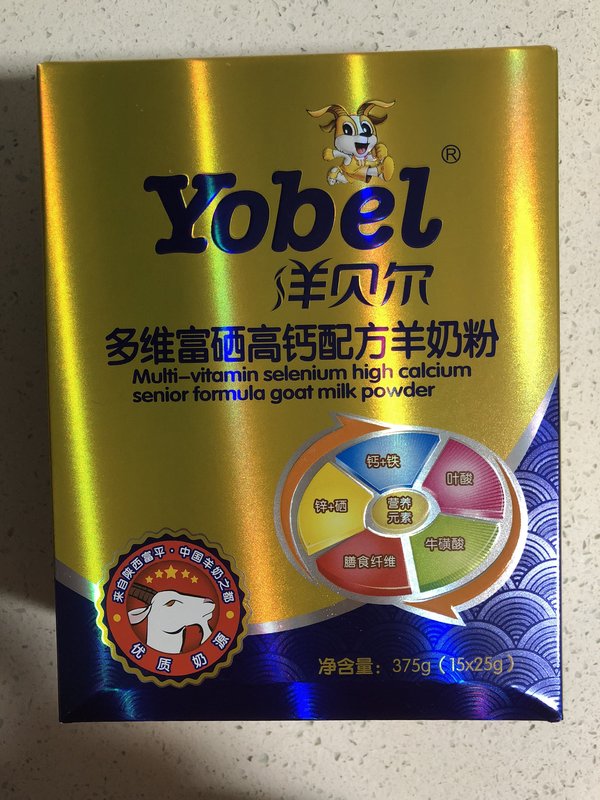 Yobel®
洋贝尔
多维富硒高钙配方羊奶粉
Multi-vitamin selenium high calcium
senior formula goat milk powder
钙+铁
叶酸
锌+硒
营养
元素
牛磺酸
膳食纤维
来自陕西富平·中国羊奶之都
优质奶源
净含量：375g（15x25g）